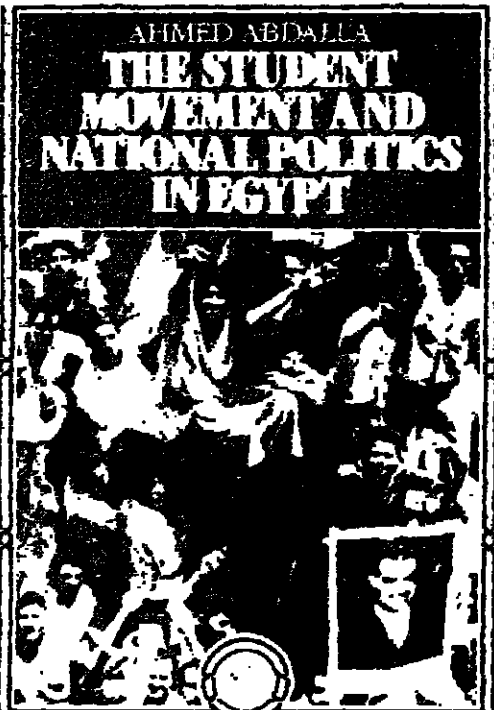 AHMED ABDALLA
THE STUDENT
MOVEMENT AND
NATIONAL POLITICS
IN EGYPT